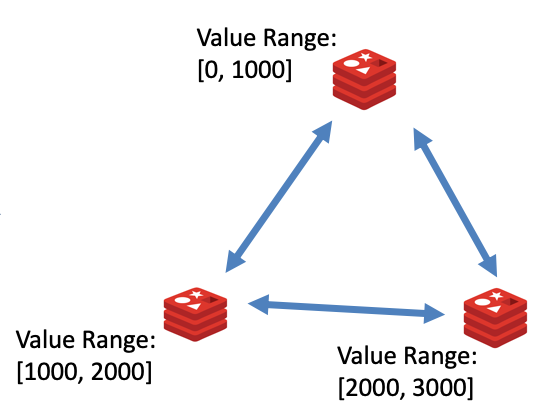 Value Range:
[0, 1000]
Value Range:
[1000, 2000]
Value Range:
[2000, 3000]